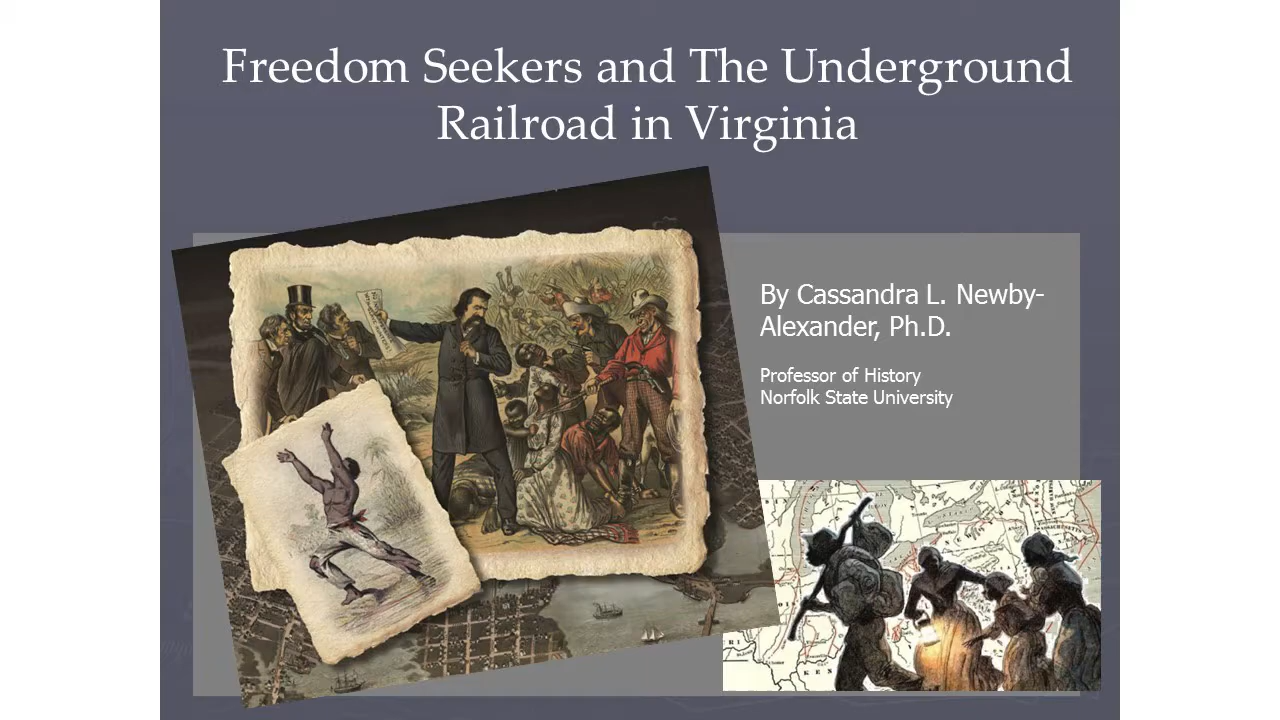 Freedom Seekers and The Underground
Railroad in Virginia
By Cassandra L. Newby-
Alexander, Ph.D.
Professor of History
Norfolk State University